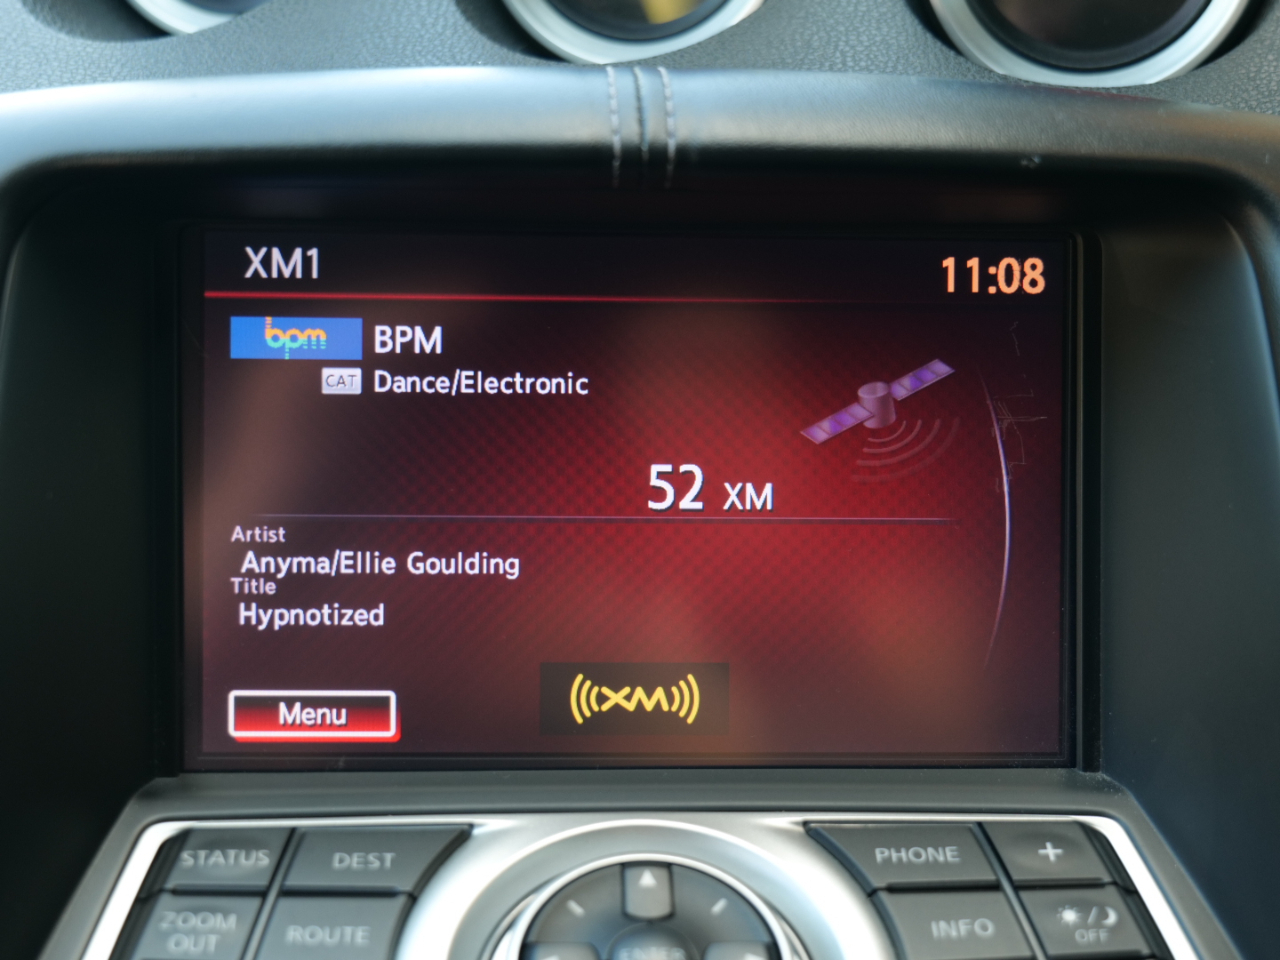 XM1
11:08
bpm
BPM
CAT
Dance/Electronic
52 XM
Artist
Anyma/Ellie Goulding
Title
Hypnotized
Menu
((XM))
STATUS
DEST
PHONE
+
ZOOM
OUT
ROUTE
INFO
/
OFF
ENTER